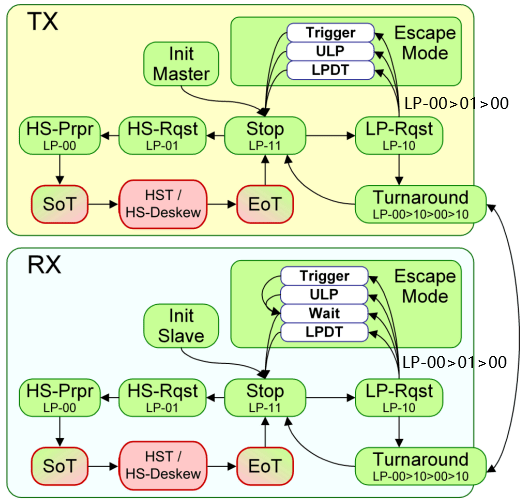 TX
Trigger
ULP
LPDT
Escape
Mode
Init
Master
LP-00>01>00
HS-Prpr
LP-00
HS-Rqst
LP-01
Stop
LP-11
LP-Rqst
LP-10
SoT
HST /
HS-Deskew
EoT
Turnaround
LP-00>10>00>10
RX
Trigger
ULP
Wait
LPDT
Escape
Mode
Init
Slave
LP-00>01>00
HS-Prpr
LP-00
HS-Rqst
LP-01
Stop
LP-11
LP-Rqst
LP-10
SoT
HST /
HS-Deskew
EoT
Turnaround
LP-00>10>00>10